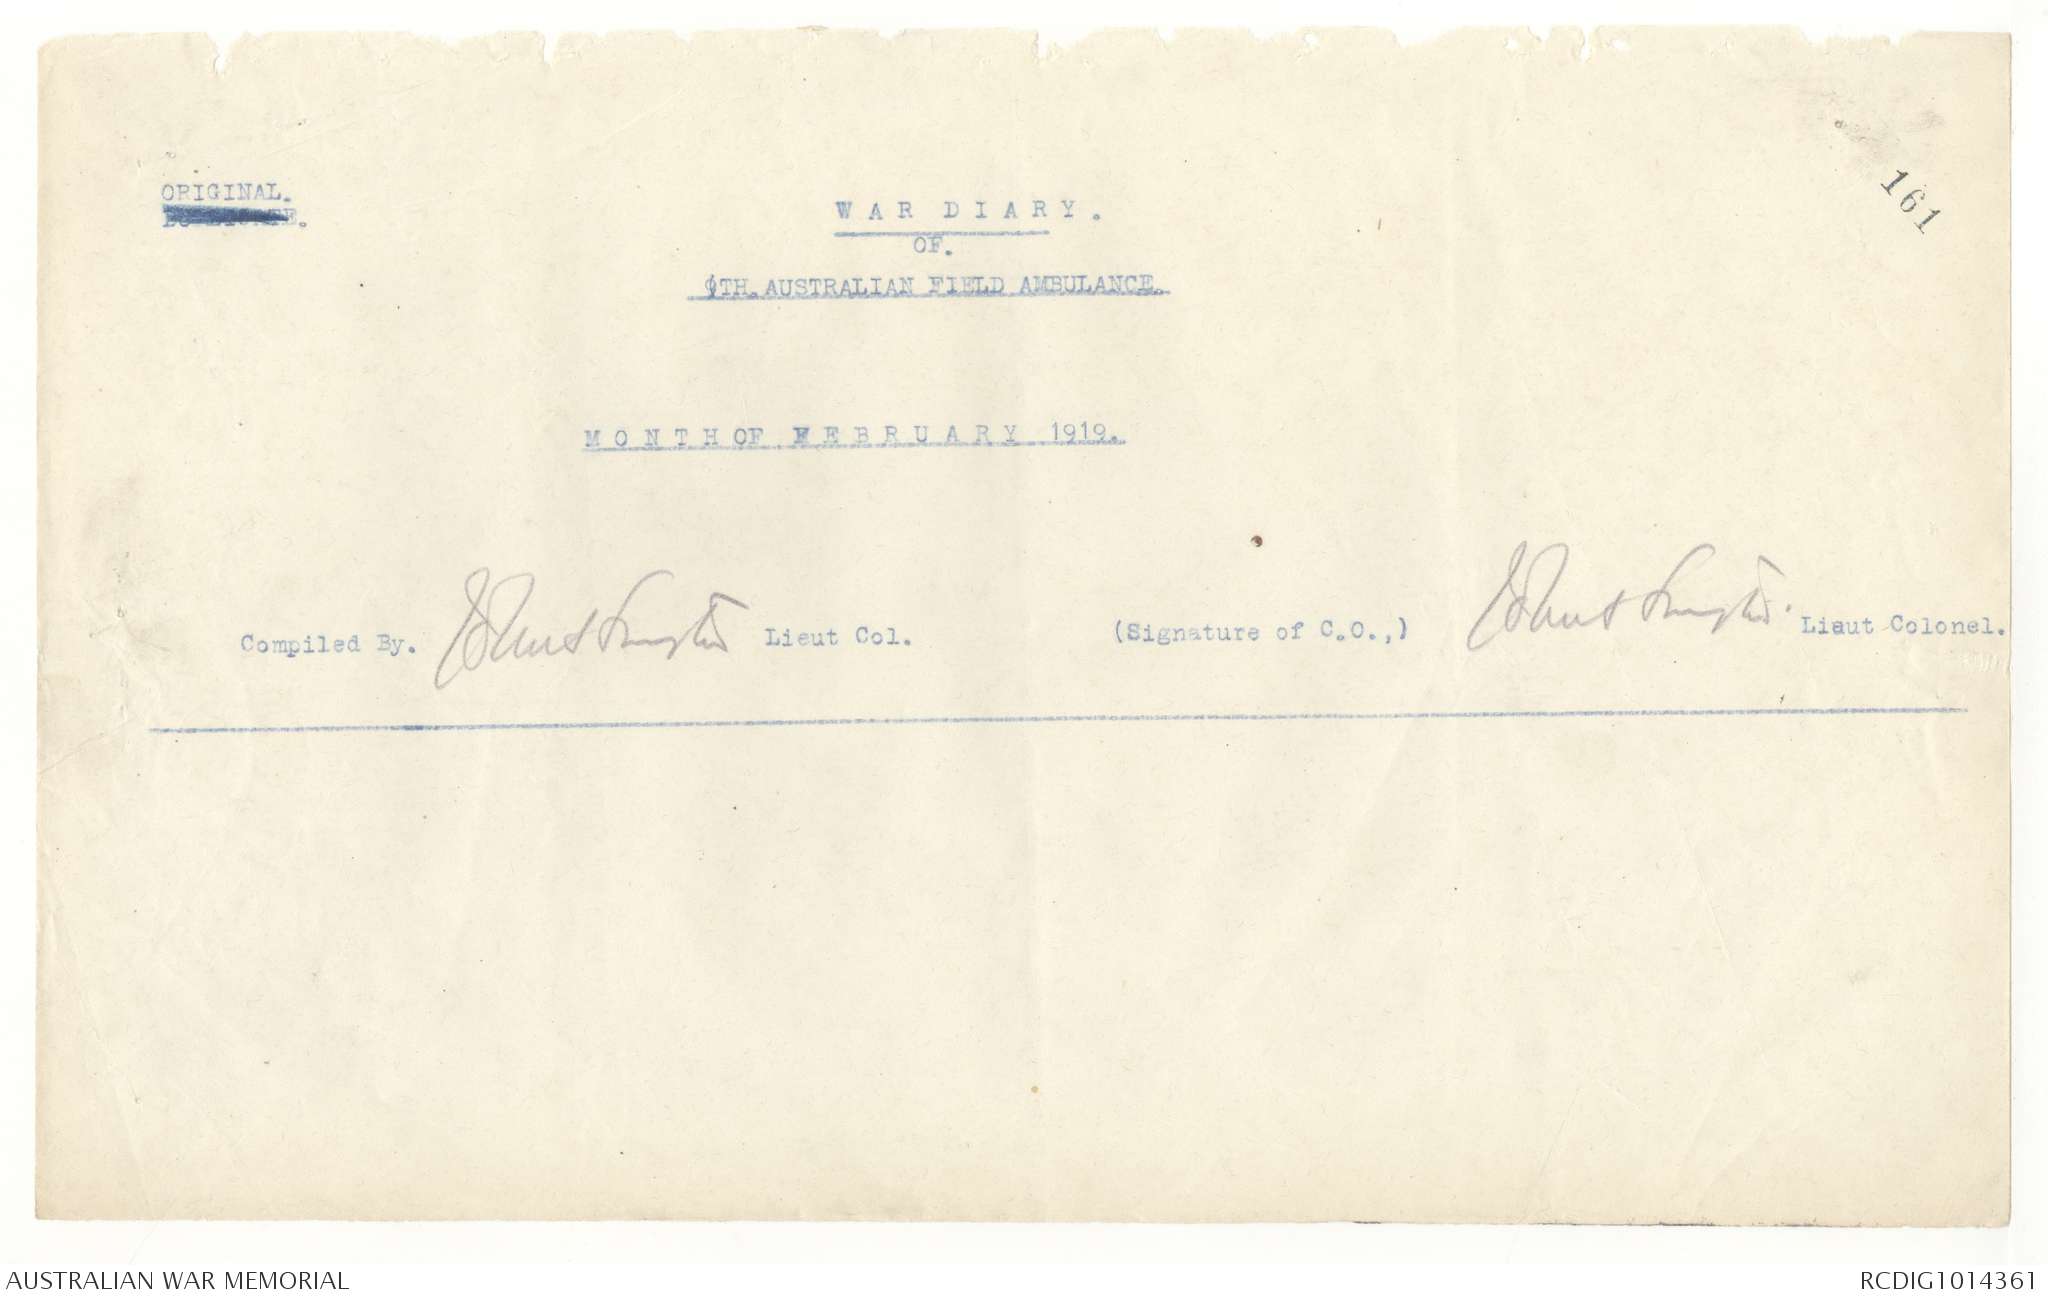 161
ORIGINAL.
WAR DIARY.
OF.
9TH. AUSTRALIAN FIELD AMBULANCE.
MONTH OF FEBRUARY 1919.
Compiled By. Lieut Col.
(Signature of C.O.,) Lieut Colonel.
AUSTRALIAN WAR MEMORIAL
RCDIG1014361